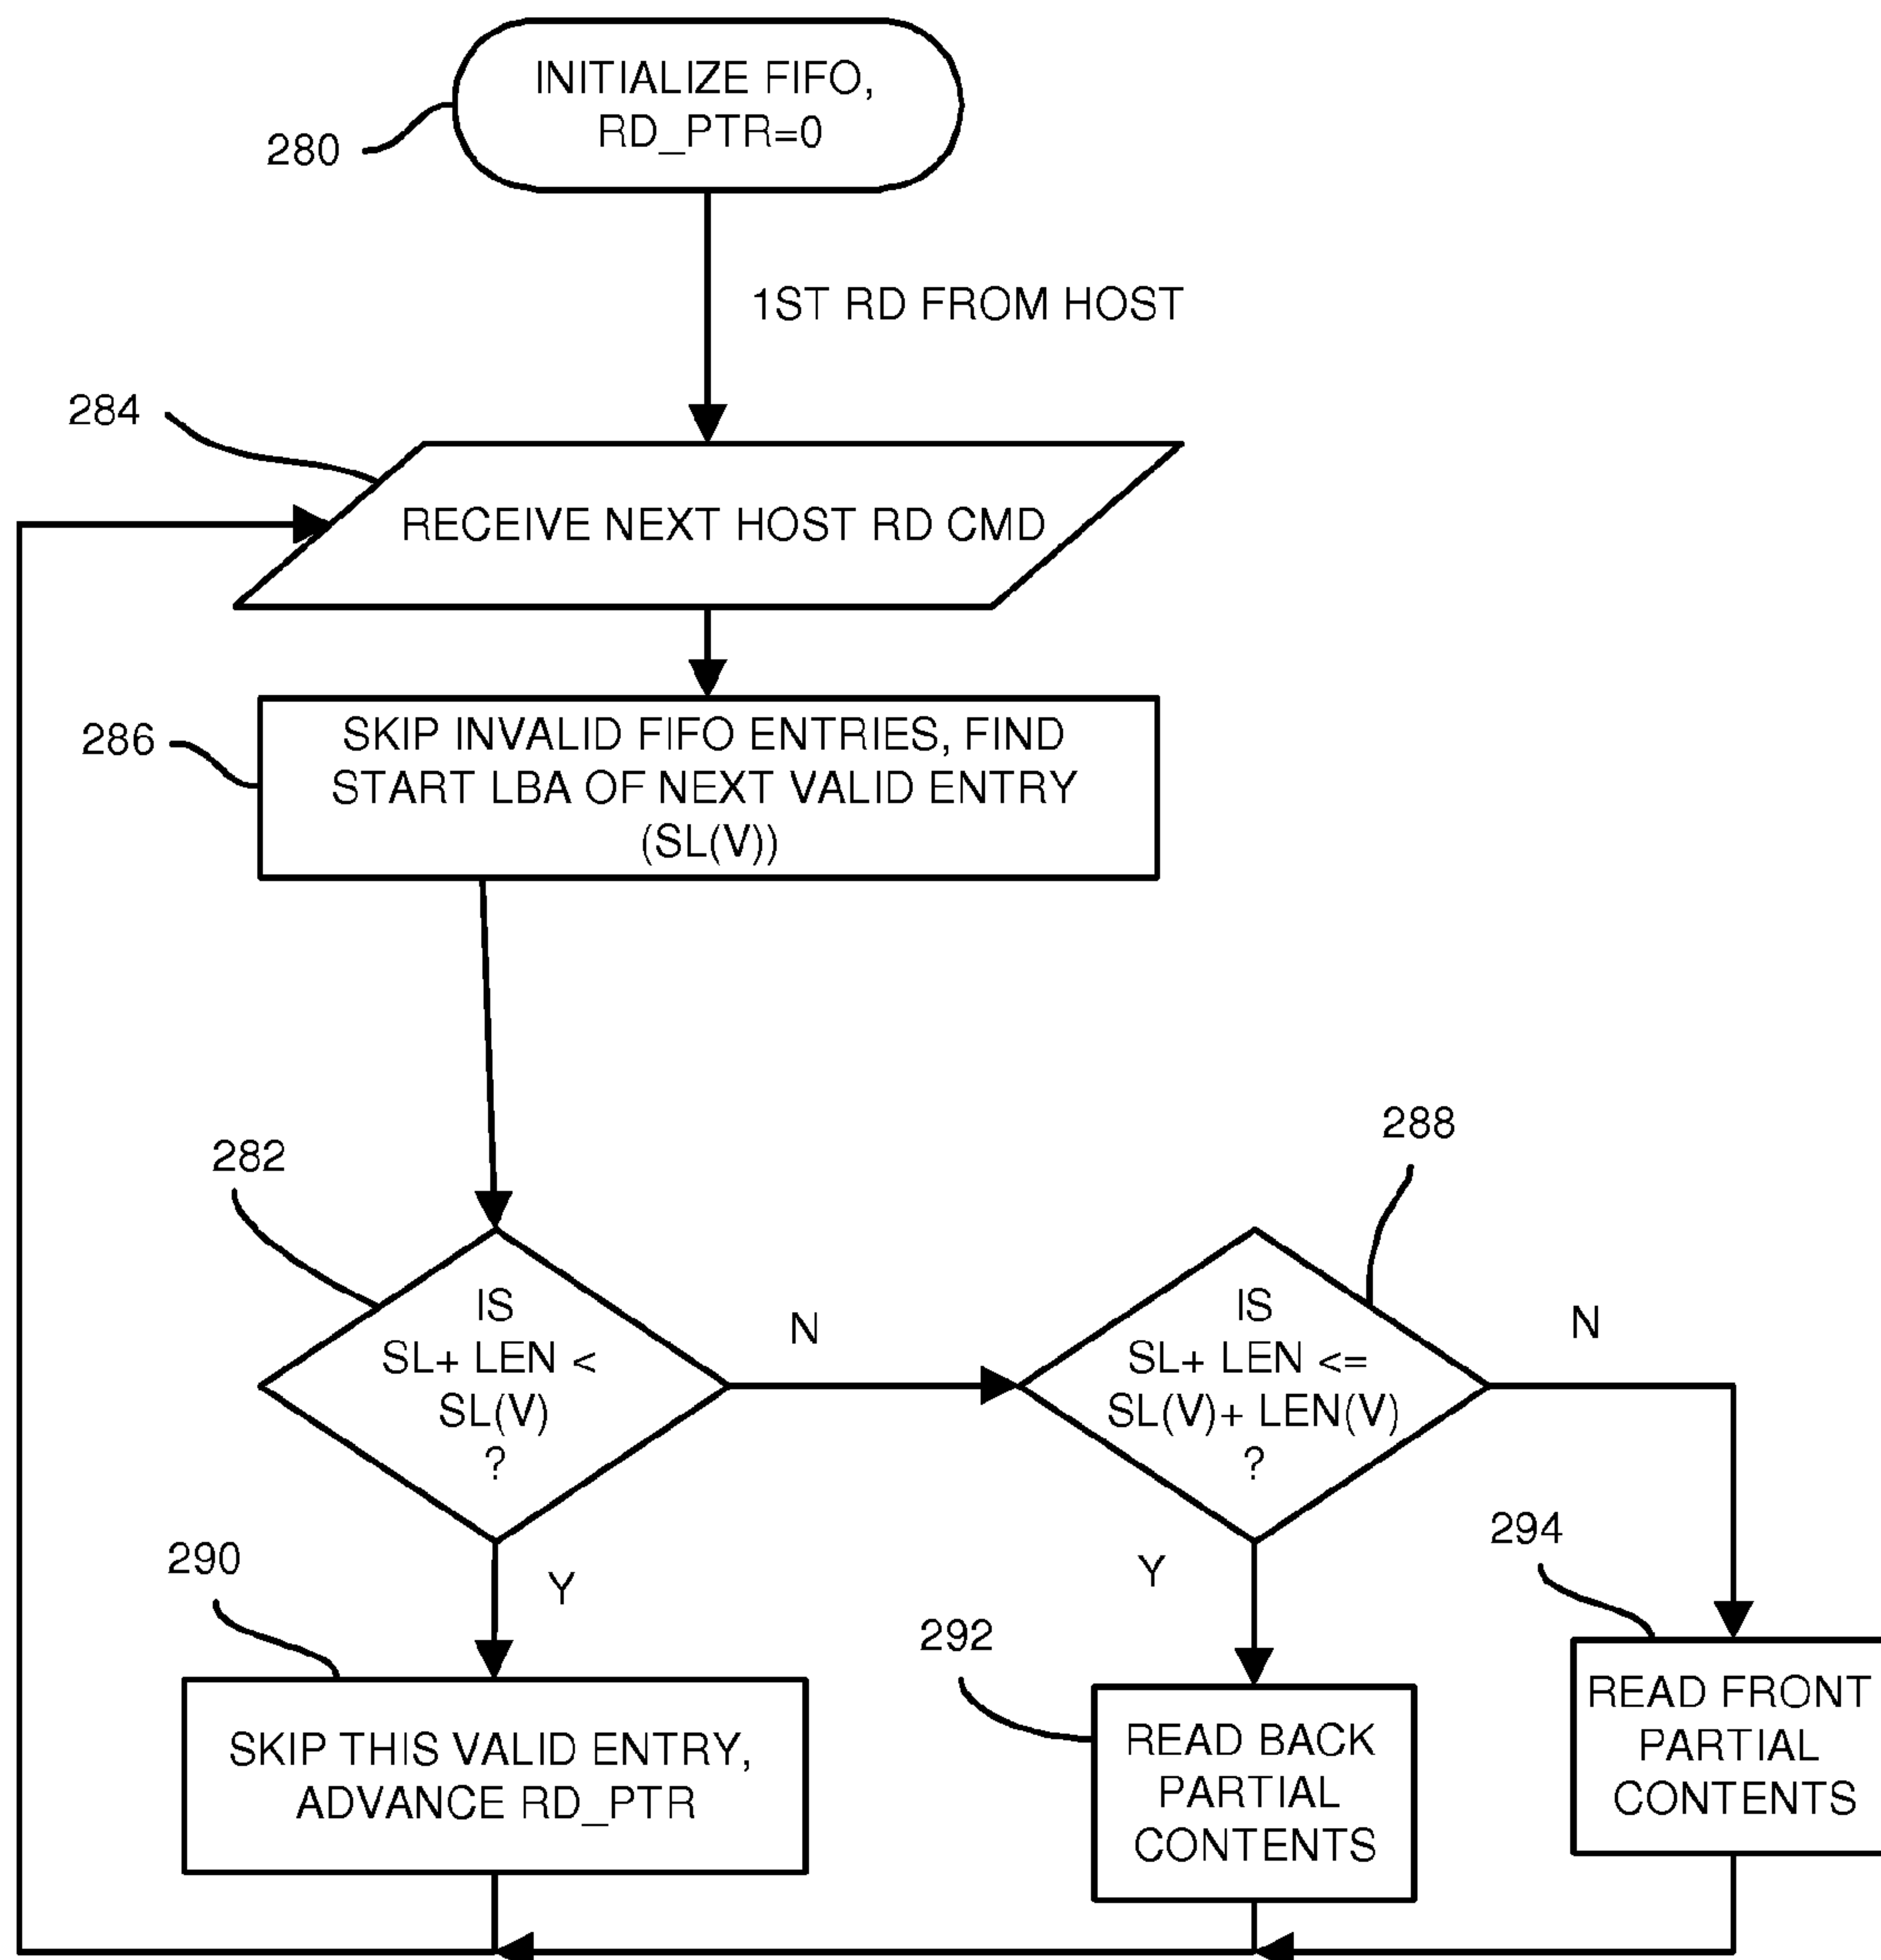 INITIALIZE FIFO,
RD_PTR=0
280
1ST RD FROM HOST
284
RECEIVE NEXT HOST RD CMD
286
SKIP INVALID FIFO ENTRIES, FIND
START LBA OF NEXT VALID ENTRY
(SL(V))
282
288
IS
SL+ LEN <
SL(V)
?
N
IS
SL+ LEN <=
SL(V)+ LEN(V)
?
N
290
Y
Y
292
294
SKIP THIS VALID ENTRY,
ADVANCE RD_PTR
READ BACK
PARTIAL
CONTENTS
READ FRONT
PARTIAL
CONTENTS